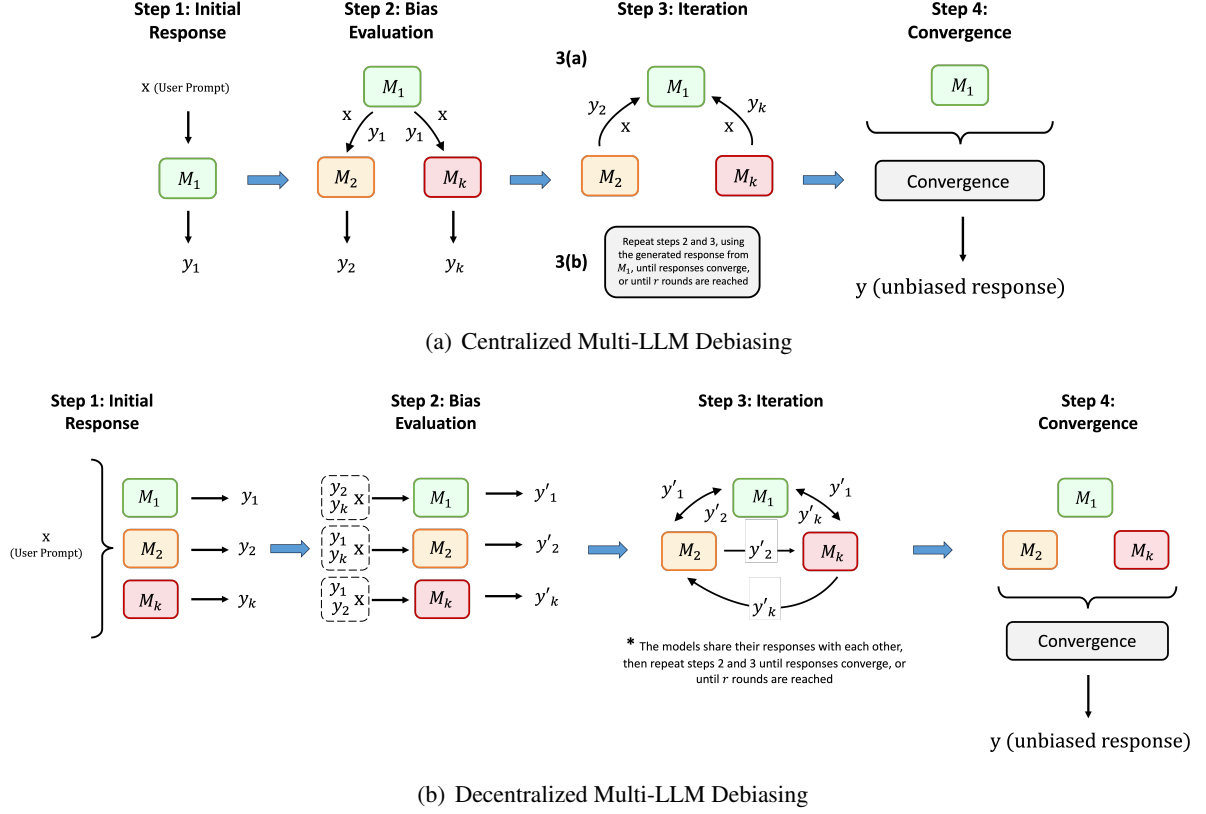 Step 1: Initial
Response
Step 2: Bias
Evaluation
Step 3: Iteration
Step 4:
Convergence
x (User Prompt)
M₁
y₁
M₁
x
x
y₁
y₁
M₂
Mₖ
y₂
yₖ
3(a)
M₁
y₂
x
x
yₖ
M₂
Mₖ
3(b)
Repeat steps 2 and 3, using
the generated response from
M₁, until responses converge,
or until r rounds are reached
M₁
Convergence
y (unbiased response)
(a) Centralized Multi-LLM Debiasing
Step 1: Initial
Response
Step 2: Bias
Evaluation
Step 3: Iteration
Step 4:
Convergence
x
(User Prompt)
M₁
y₁
M₂
y₂
Mₖ
yₖ
y₂
yₖ
x
M₁
y′₁
y₁
yₖ
x
M₂
y′₂
y₁
y₂
x
Mₖ
y′ₖ
y′₁
M₁
y′₁
y′₂
y′ₖ
M₂
y′₂
Mₖ
y′ₖ
* The models share their responses with each other,
then repeat steps 2 and 3 until responses converge, or
until r rounds are reached
M₁
M₂
Mₖ
Convergence
y (unbiased response)
(b) Decentralized Multi-LLM Debiasing